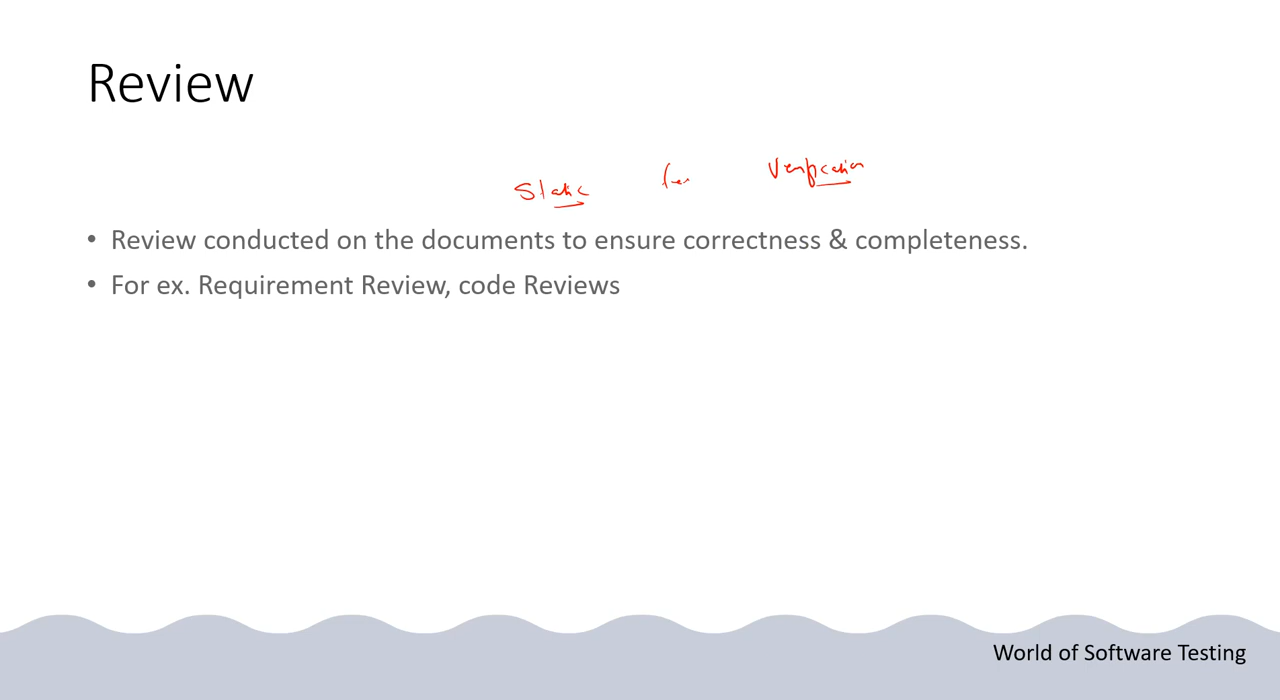 Review
Static Verification
• Review conducted on the documents to ensure correctness & completeness.
• For ex. Requirement Review, code Reviews
World of Software Testing